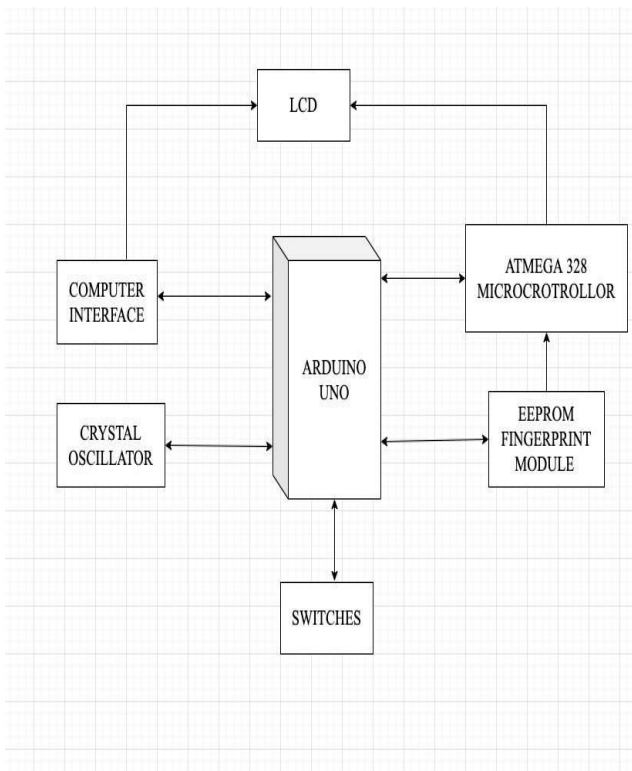 LCD
COMPUTER
INTERFACE
ATMEGA 328
MICROCROTROLLOR
ARDUINO
UNO
CRYSTAL
OSCILLATOR
EEPROM
FINGERPRINT
MODULE
SWITCHES